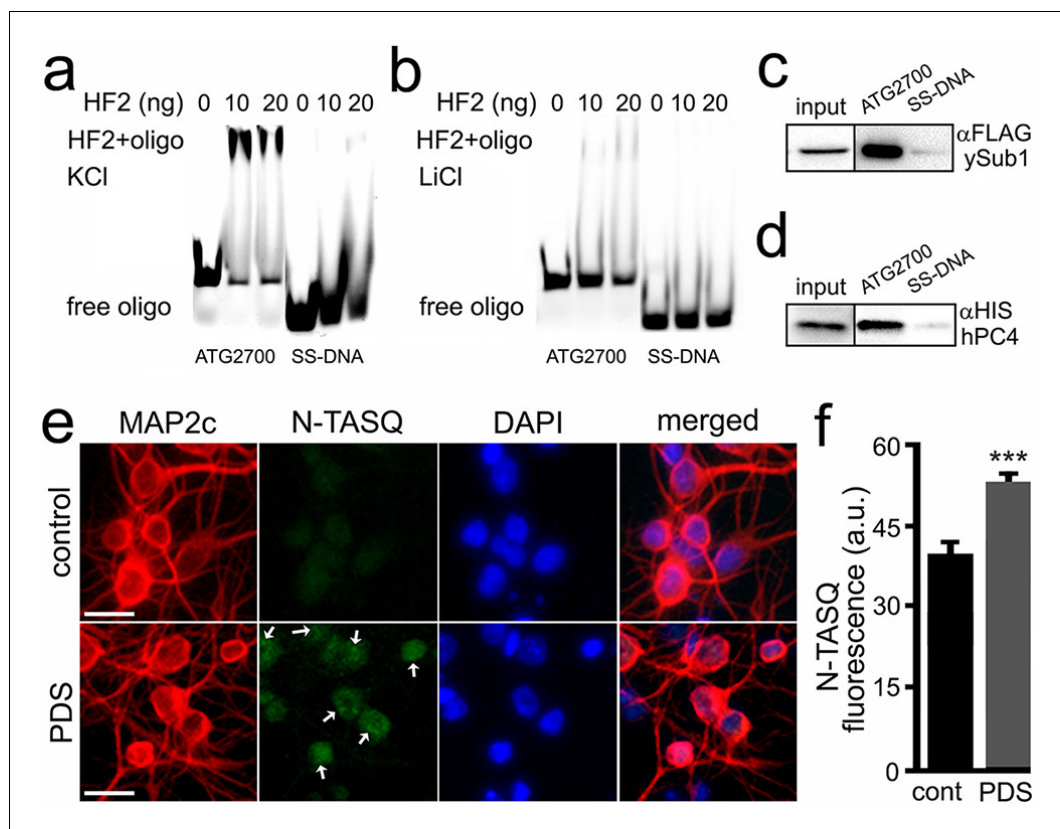 a
HF2 (ng) 0 10 20 0 10 20
HF2+oligo
KCl
free oligo
ATG2700 SS-DNA
b
HF2 (ng) 0 10 20 0 10 20
HF2+oligo
LiCl
free oligo
ATG2700 SS-DNA
c
input ATG2700 SS-DNA
αFLAG
ySub1
d
input ATG2700 SS-DNA
αHIS
hPC4
e
MAP2c N-TASQ DAPI merged
control
PDS
f
N-TASQ
fluorescence (a.u.)
60
45
30
15
0
***
cont PDS